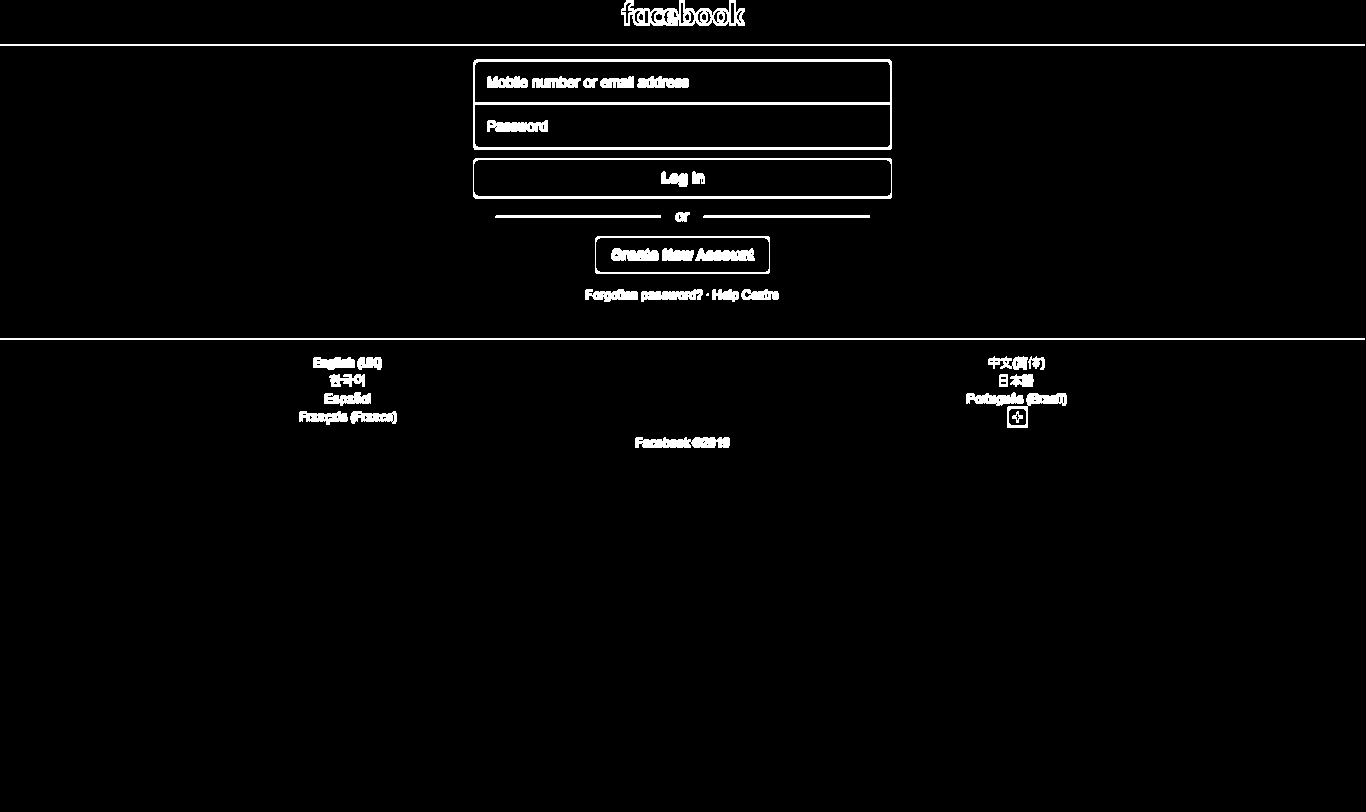 facebook
Mobile number or email address
Password
Log In
or
Create New Account
Forgotten password? · Help Centre
English (UK)
中文(简体)
한국어
日本語
Español
Português (Brasil)
Français (France)
Facebook ©2019